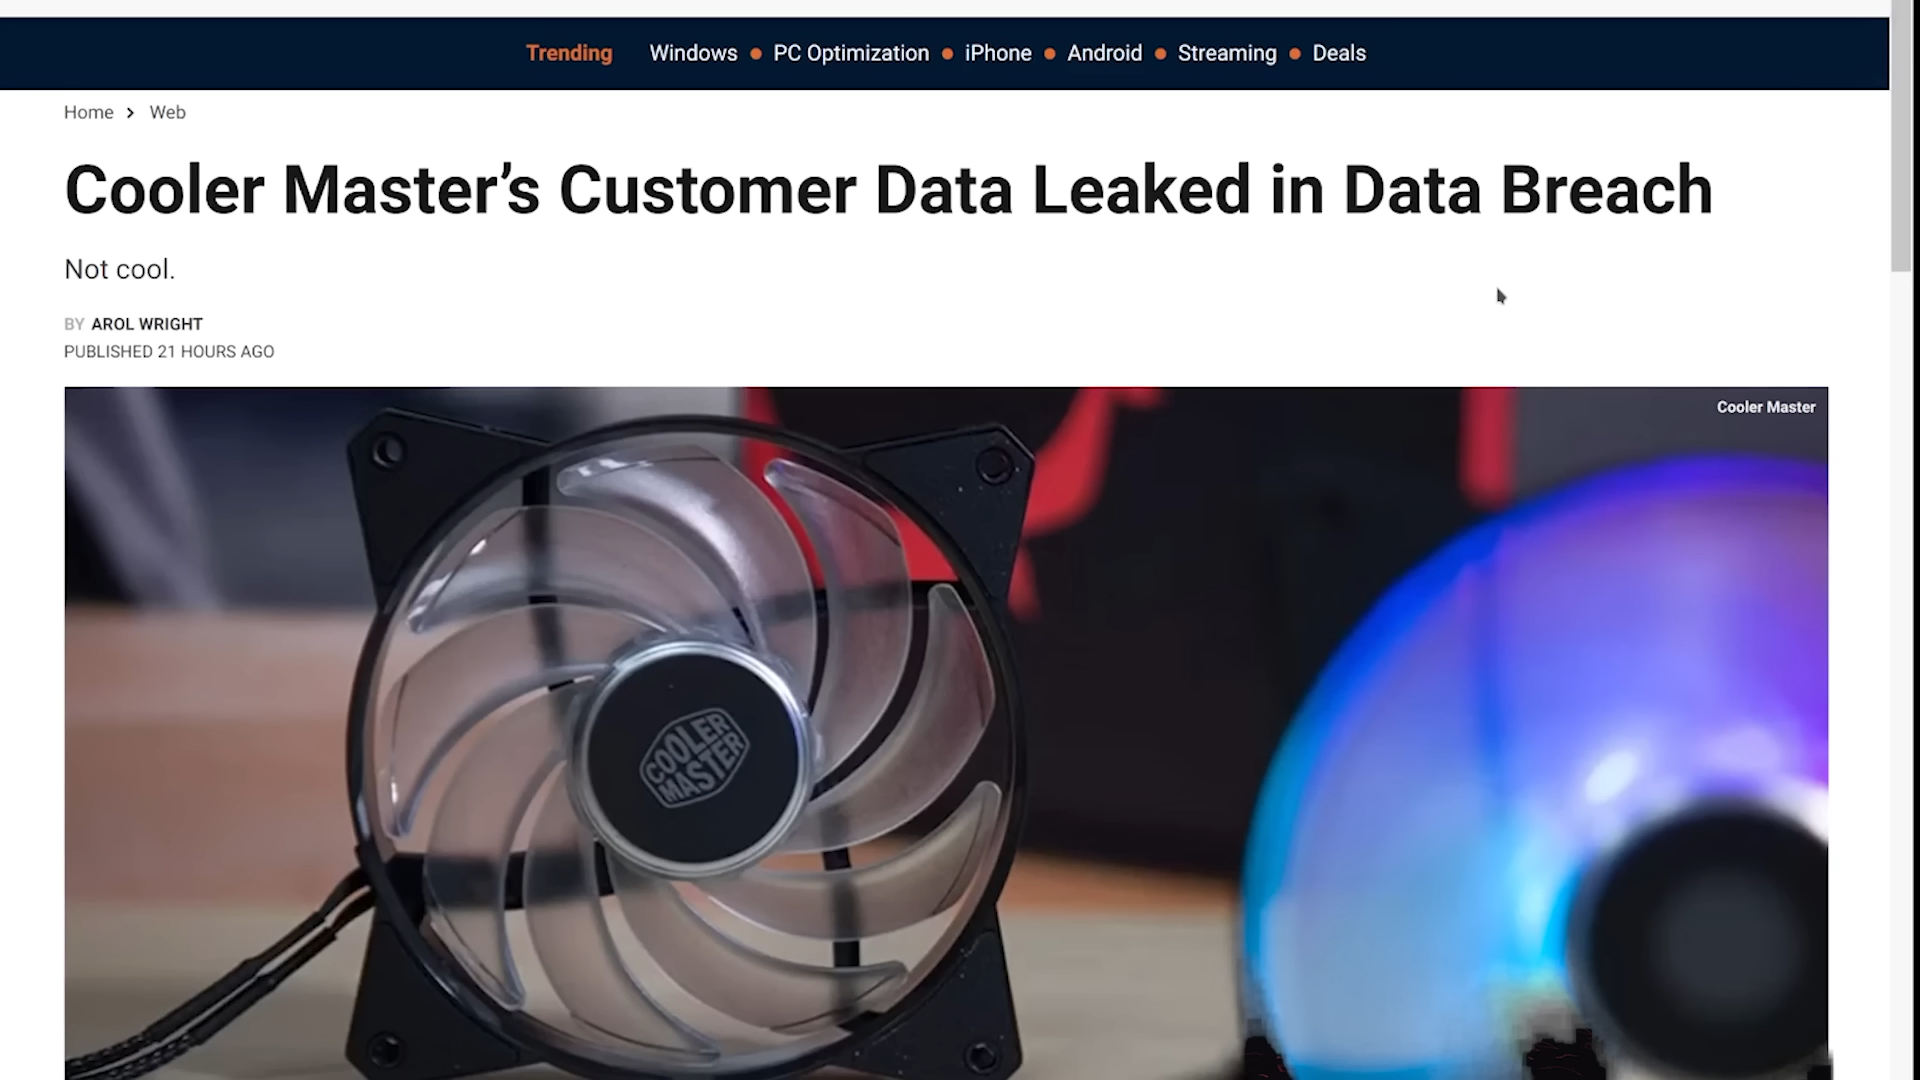 Trending Windows • PC Optimization • iPhone • Android • Streaming • Deals
Home > Web
Cooler Master’s Customer Data Leaked in Data Breach
Not cool.
BY AROL WRIGHT
PUBLISHED 21 HOURS AGO
Cooler Master
COOLER
MASTER